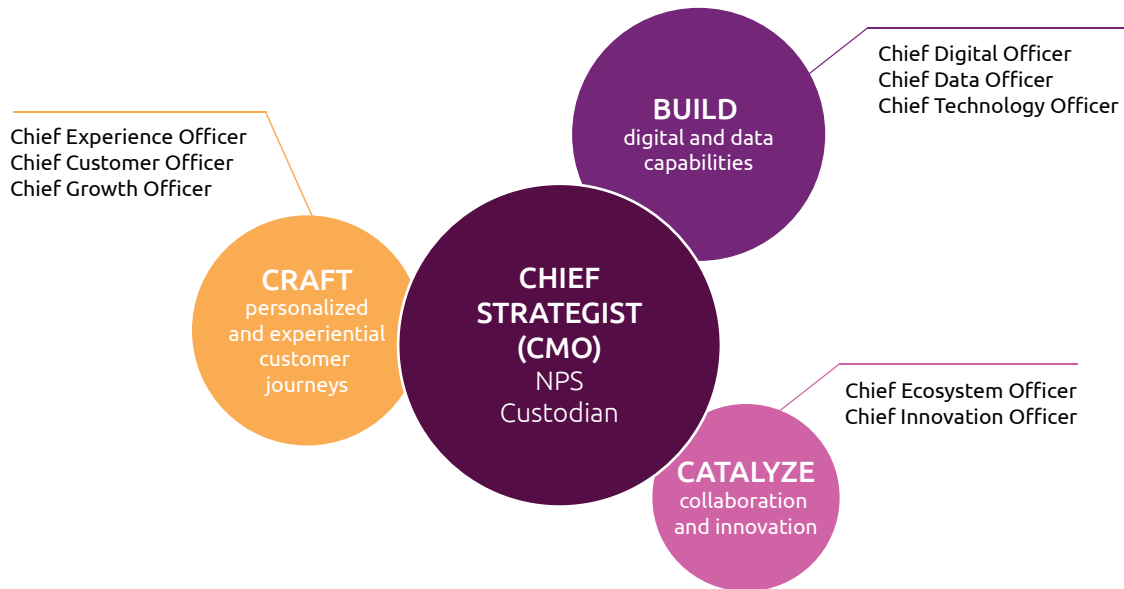 Chief Digital Officer
Chief Data Officer
Chief Technology Officer
BUILD
digital and data
capabilities
Chief Experience Officer
Chief Customer Officer
Chief Growth Officer
CRAFT
personalized
and experiential
customer
journeys
CHIEF
STRATEGIST
(CMO)
NPS
Custodian
Chief Ecosystem Officer
Chief Innovation Officer
CATALYZE
collaboration
and innovation